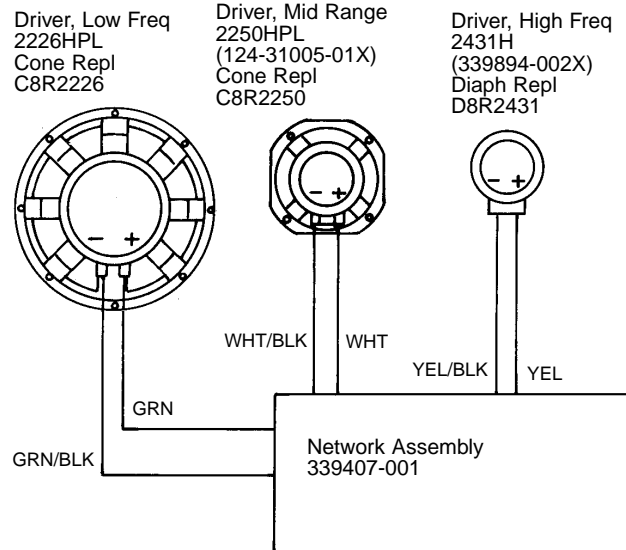 Driver, Low Freq
2226HPL
Cone Repl
C8R2226
Driver, Mid Range
2250HPL
(124-31005-01X)
Cone Repl
C8R2250
Driver, High Freq
2431H
(339894-002X)
Diaph Repl
D8R2431
− +
− +
− +
WHT/BLK
WHT
YEL/BLK
YEL
GRN
GRN/BLK
Network Assembly
339407-001